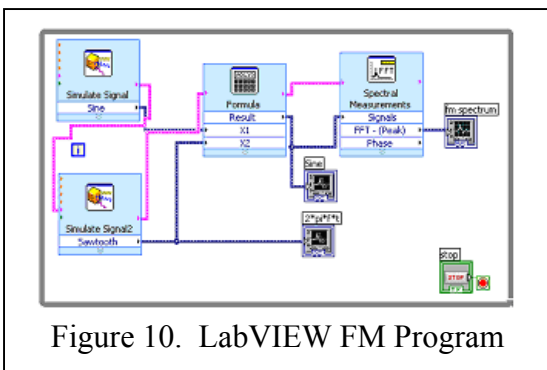 Simulate Signal
Sine
Simulate Signal2
Sawtooth
i
Formula
Result
X1
X2
FFT
Spectral
Measurements
Signals
FFT - (Peak)
Phase
fm spectrum
Sine
2*pi*f*t
stop
STOP
Figure 10. LabVIEW FM Program